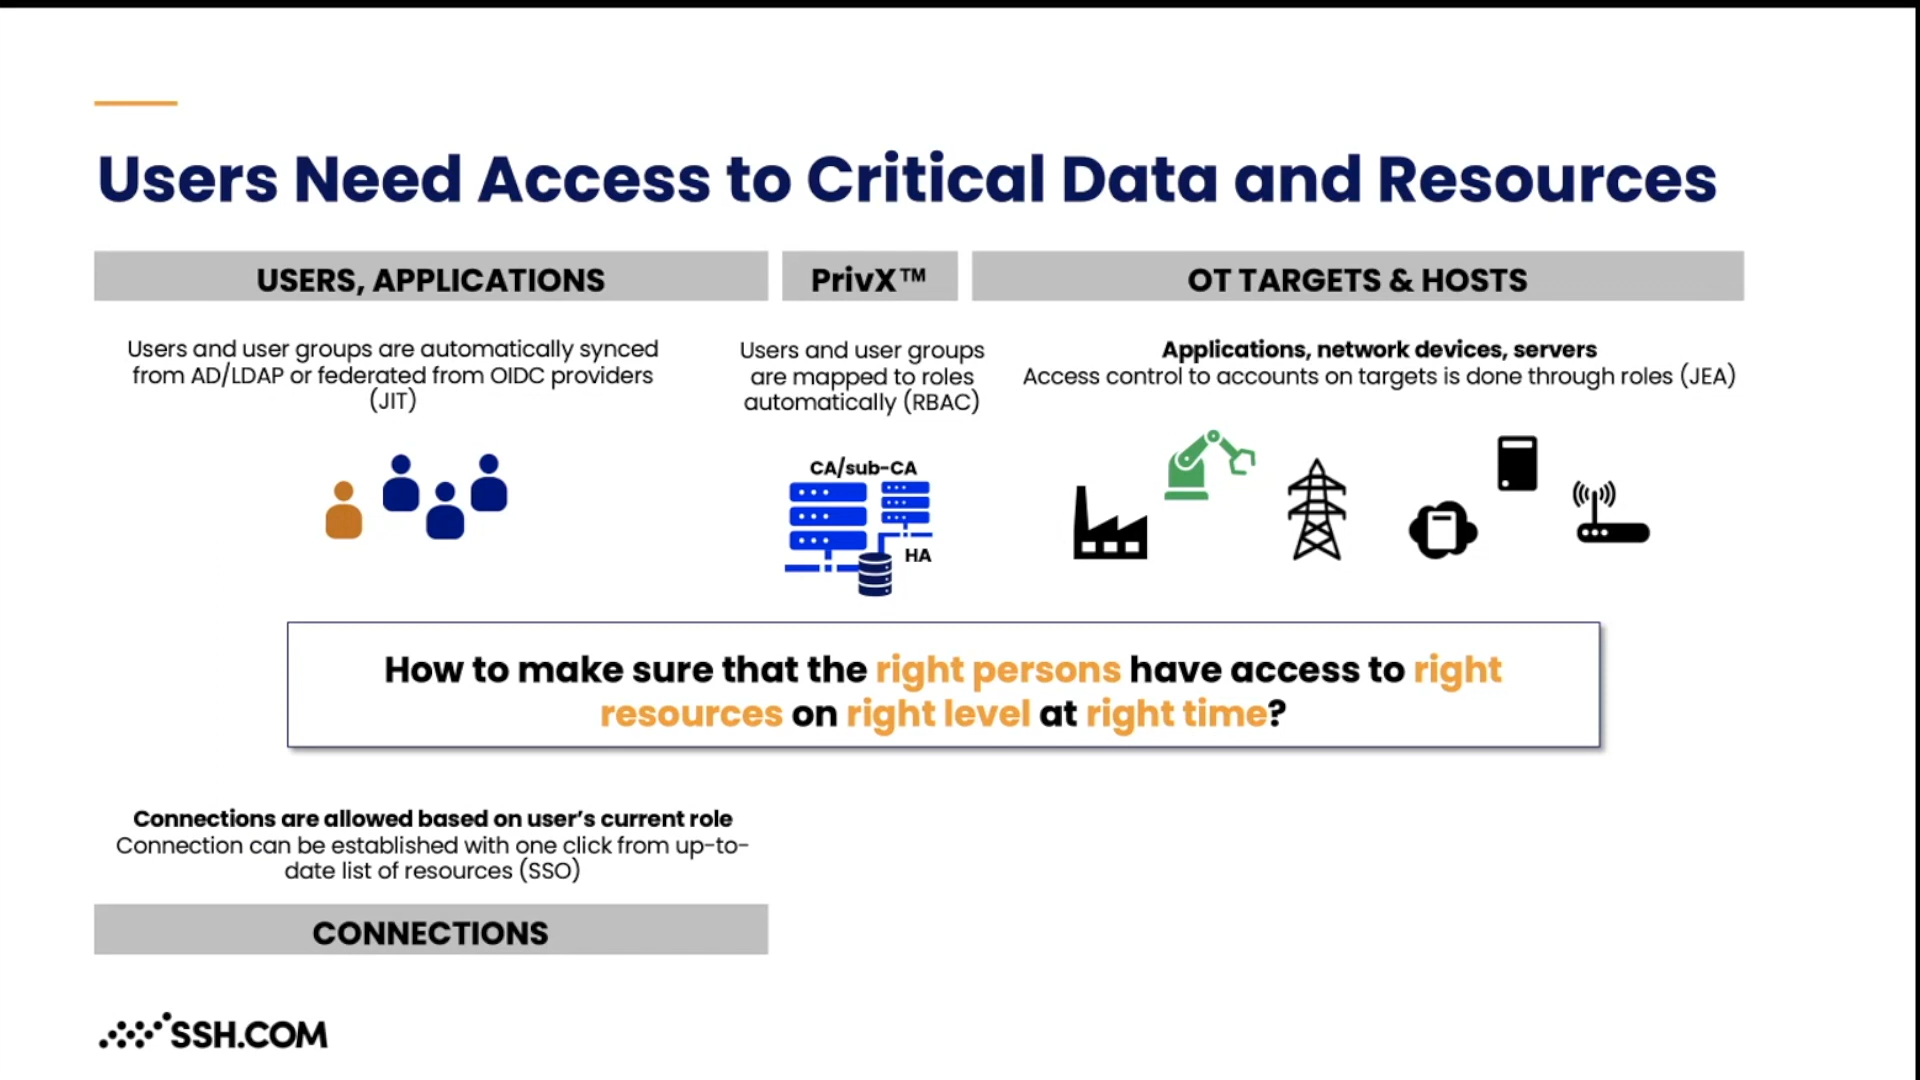 Users Need Access to Critical Data and Resources
USERS, APPLICATIONS
PrivX™
OT TARGETS & HOSTS
Users and user groups are automatically synced
from AD/LDAP or federated from OIDC providers
(JIT)
Users and user groups
are mapped to roles
automatically (RBAC)
Applications, network devices, servers
Access control to accounts on targets is done through roles (JEA)
CA/sub-CA
HA
How to make sure that the right persons have access to right
resources on right level at right time?
Connections are allowed based on user’s current role
Connection can be established with one click from up-to-
date list of resources (SSO)
CONNECTIONS
SSH.COM